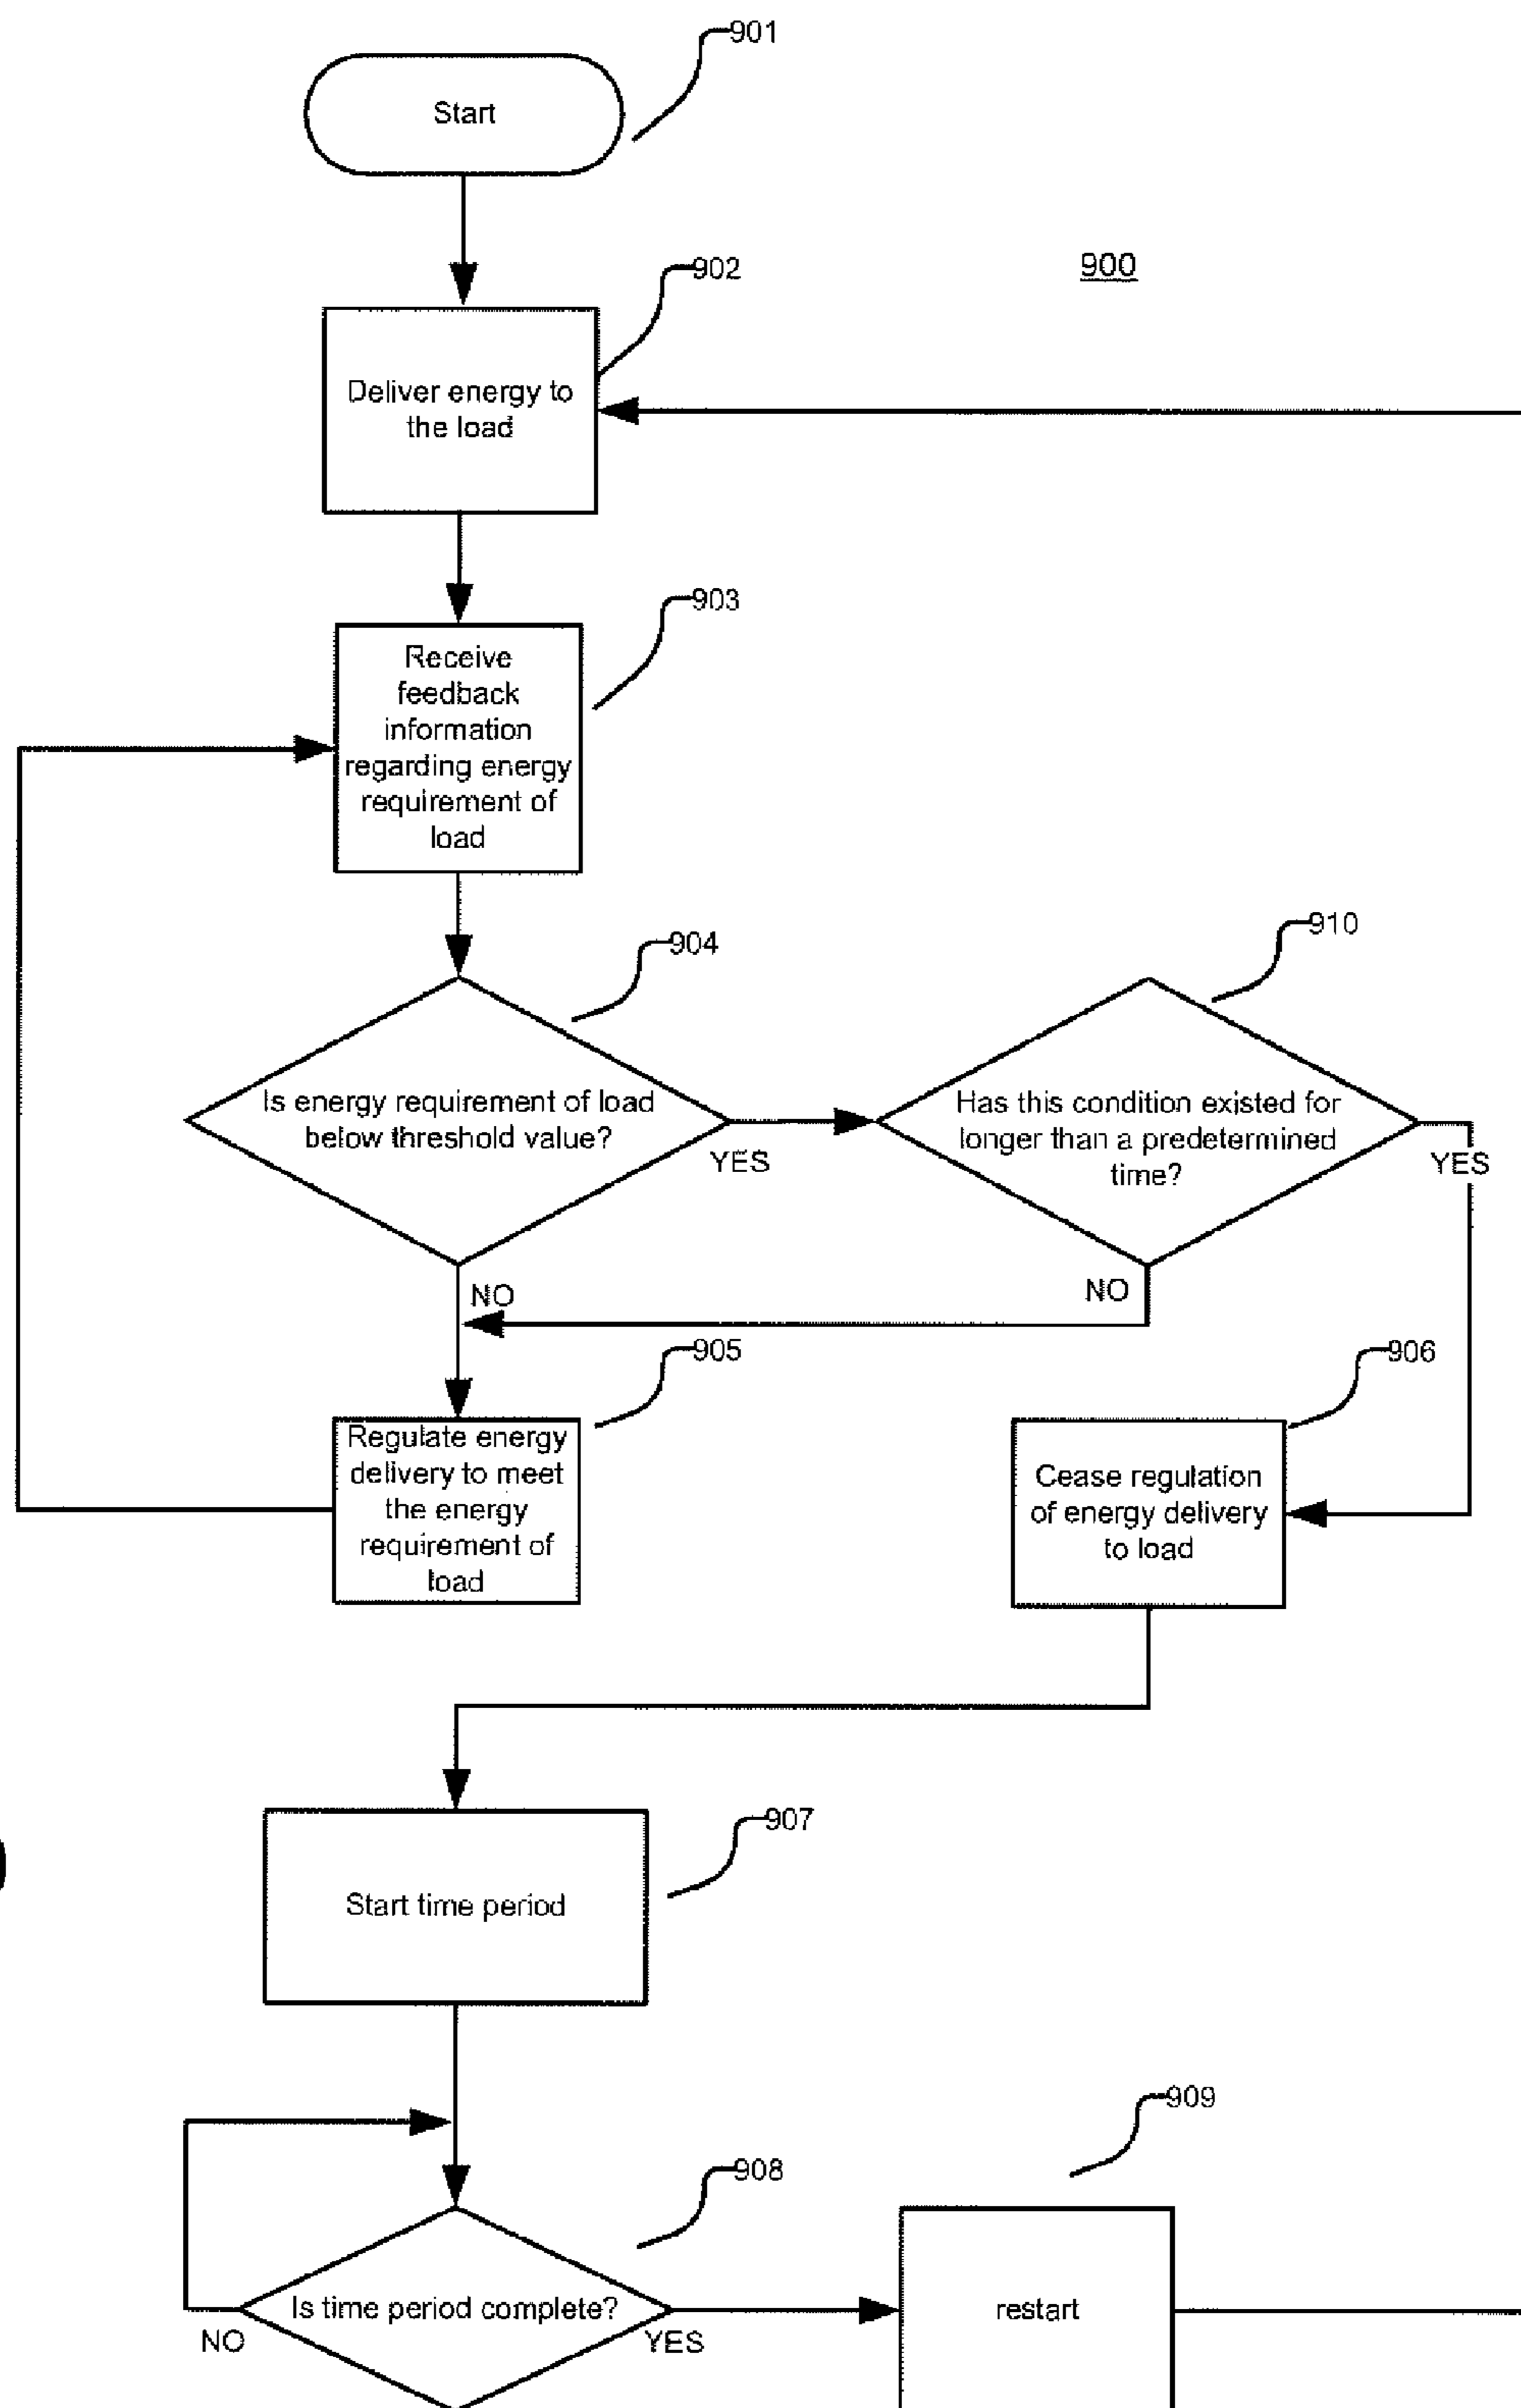 901
Start
902
900
Deliver energy to
the load
903
Receive
feedback
information
regarding energy
requirement of
load
904
910
Is energy requirement of load
below threshold value?
YES
Has this condition existed for
longer than a predetermined
time?
YES
NO
NO
905
906
Regulate energy
delivery to meet
the energy
requirement of
load
Cease regulation
of energy delivery
to load
907
Start time period
909
908
Is time period complete?
NO
YES
restart